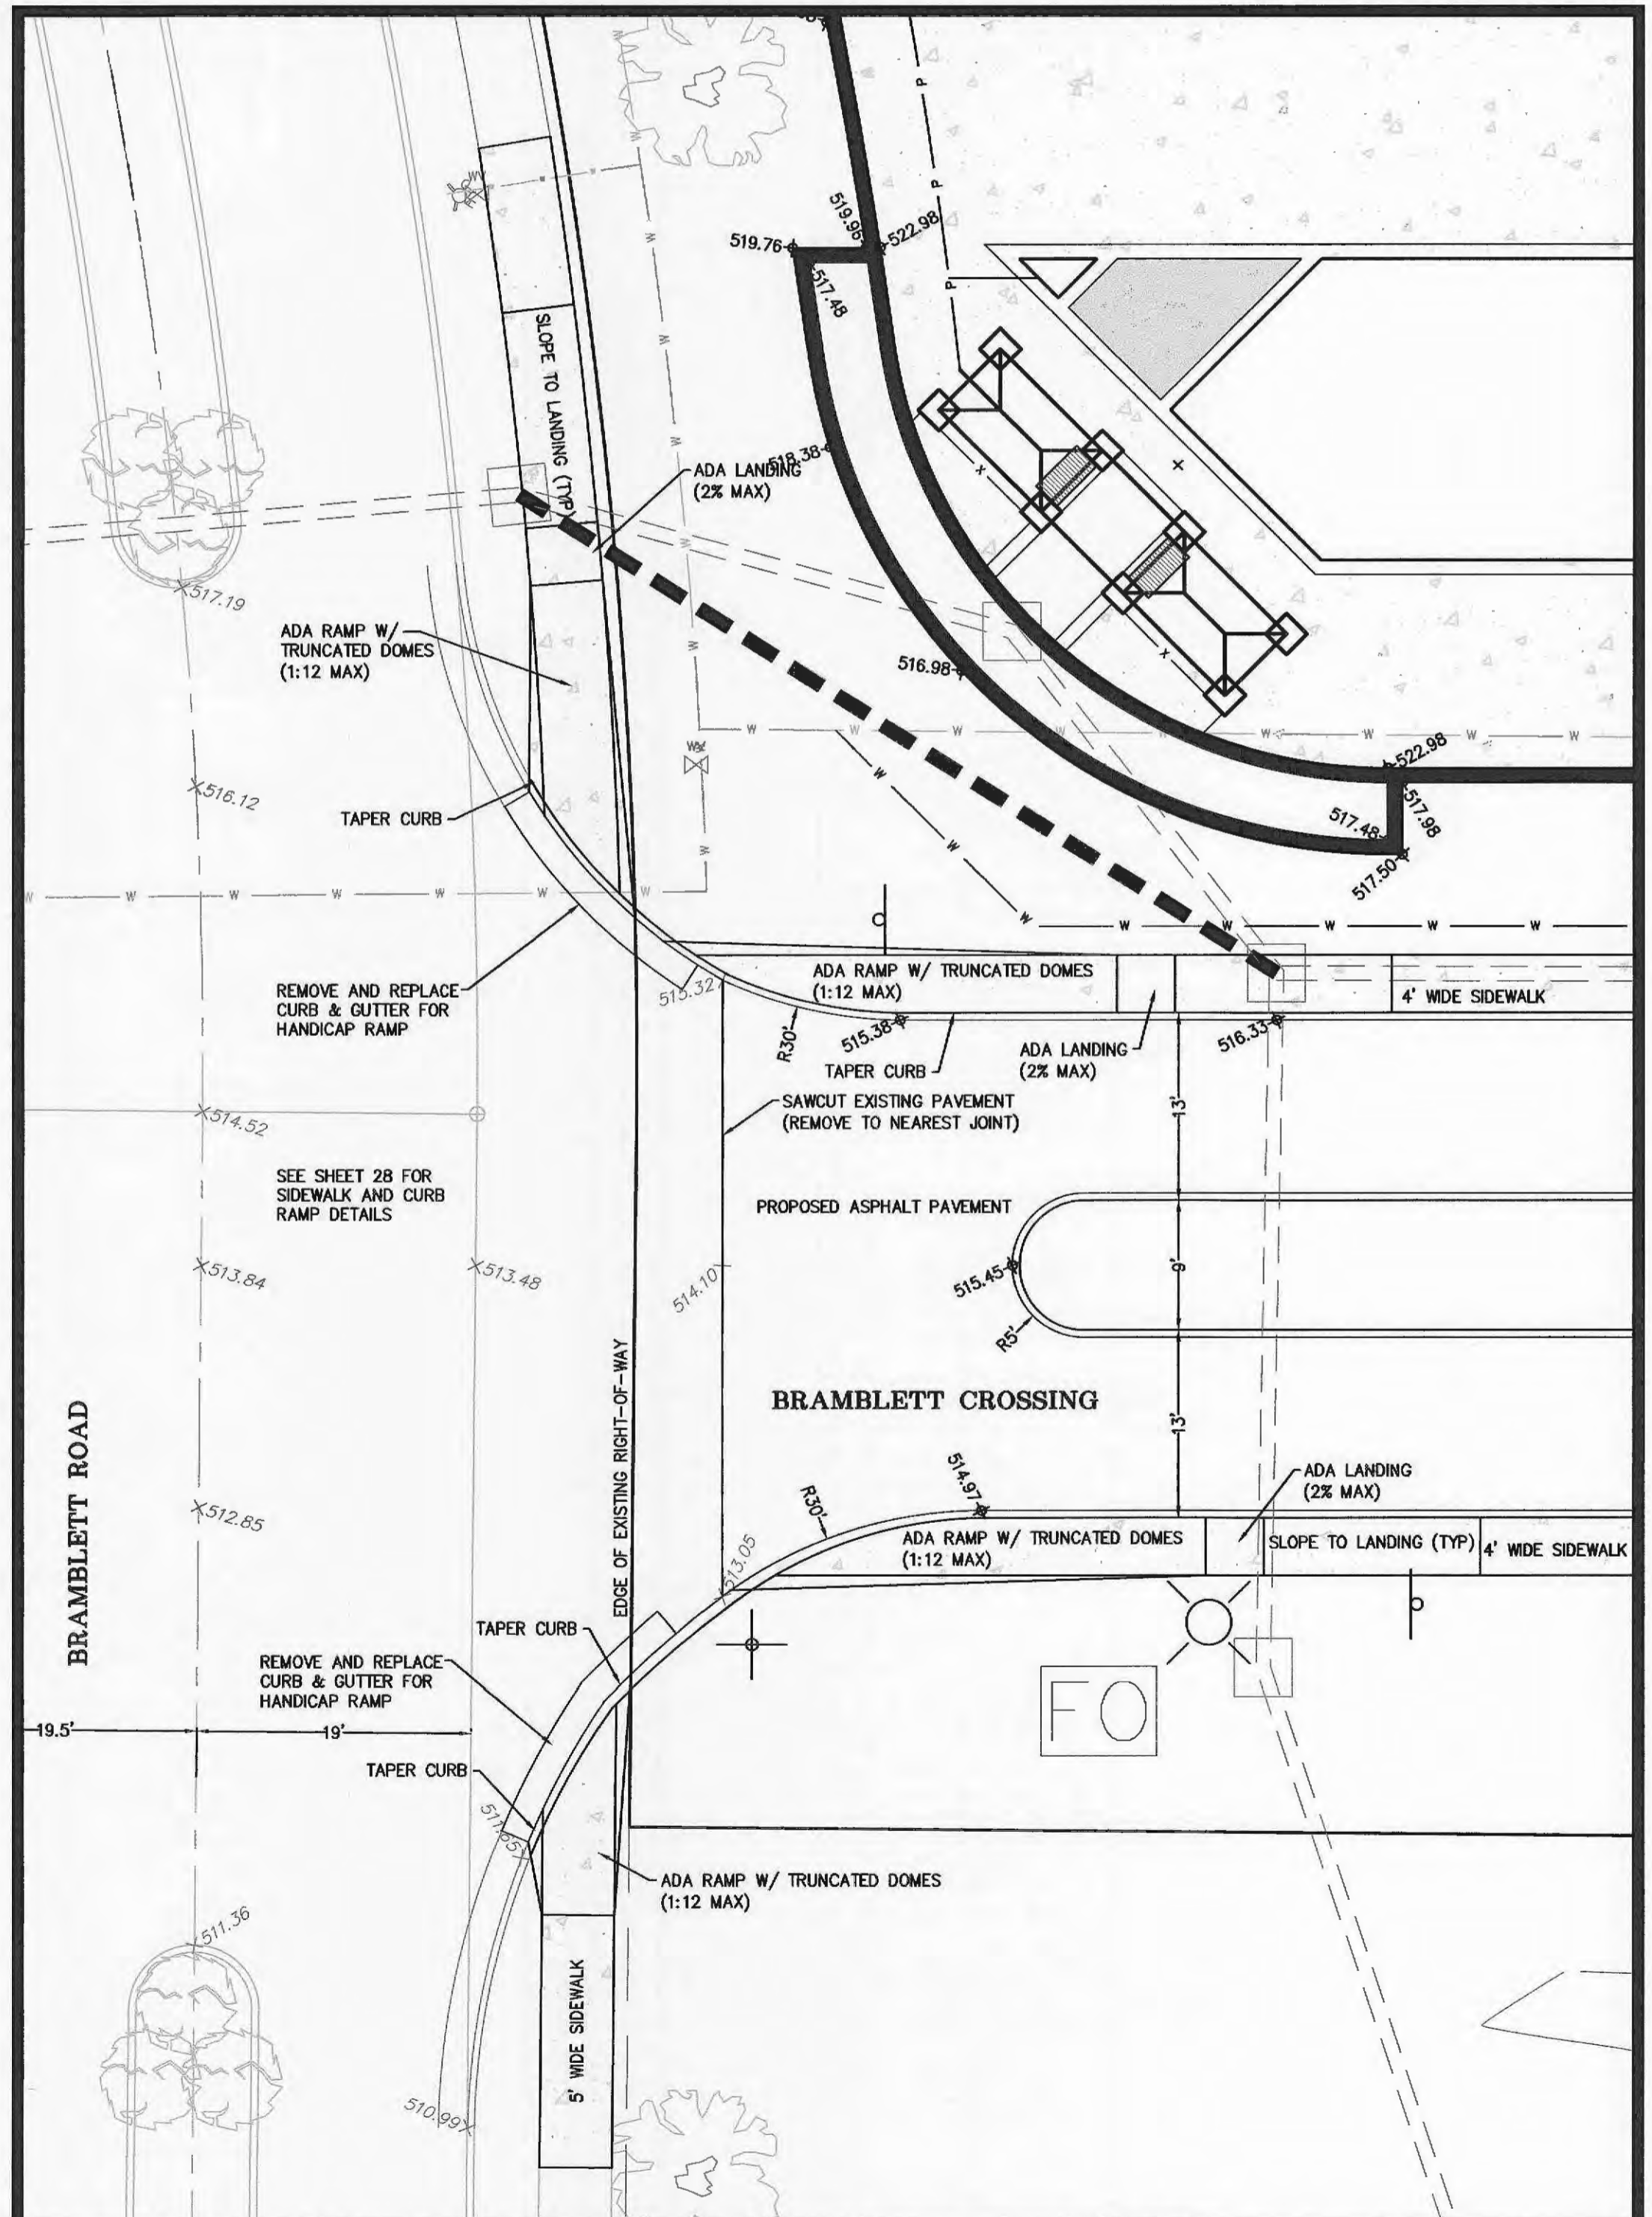 519.96
522.98
519.76
517.48
SLOPE TO LANDING (TYP)
518.38
ADA LANDING
(2% MAX)
517.19
ADA RAMP W/
TRUNCATED DOMES
(1:12 MAX)
516.98
516.12
TAPER CURB
522.98
517.98
517.48
517.50
REMOVE AND REPLACE
CURB & GUTTER FOR
HANDICAP RAMP
515.32
ADA RAMP W/ TRUNCATED DOMES
(1:12 MAX)
4' WIDE SIDEWALK
R30'
515.38
TAPER CURB
ADA LANDING
(2% MAX)
516.33
SAWCUT EXISTING PAVEMENT
(REMOVE TO NEAREST JOINT)
13'
514.52
SEE SHEET 28 FOR
SIDEWALK AND CURB
RAMP DETAILS
PROPOSED ASPHALT PAVEMENT
513.84
513.48
514.10
515.45
9'
R5'
BRAMBLETT CROSSING
13'
BRAMBLETT ROAD
EDGE OF EXISTING RIGHT-OF-WAY
512.85
514.97
R30'
ADA LANDING
(2% MAX)
ADA RAMP W/ TRUNCATED DOMES
(1:12 MAX)
SLOPE TO LANDING (TYP)
4' WIDE SIDEWALK
513.05
TAPER CURB
REMOVE AND REPLACE
CURB & GUTTER FOR
HANDICAP RAMP
FO
19.5'
19'
TAPER CURB
511.65
ADA RAMP W/ TRUNCATED DOMES
(1:12 MAX)
511.36
5' WIDE SIDEWALK
510.99